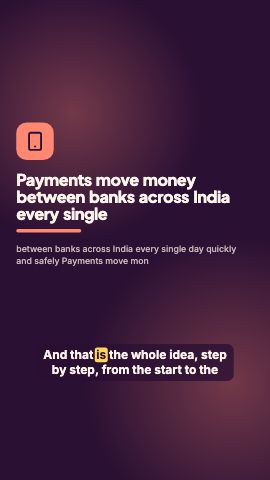 Payments move money
between banks across India
every single
between banks across India every single day quickly
and safely Payments move mon
And that is the whole idea, step
by step, from the start to the